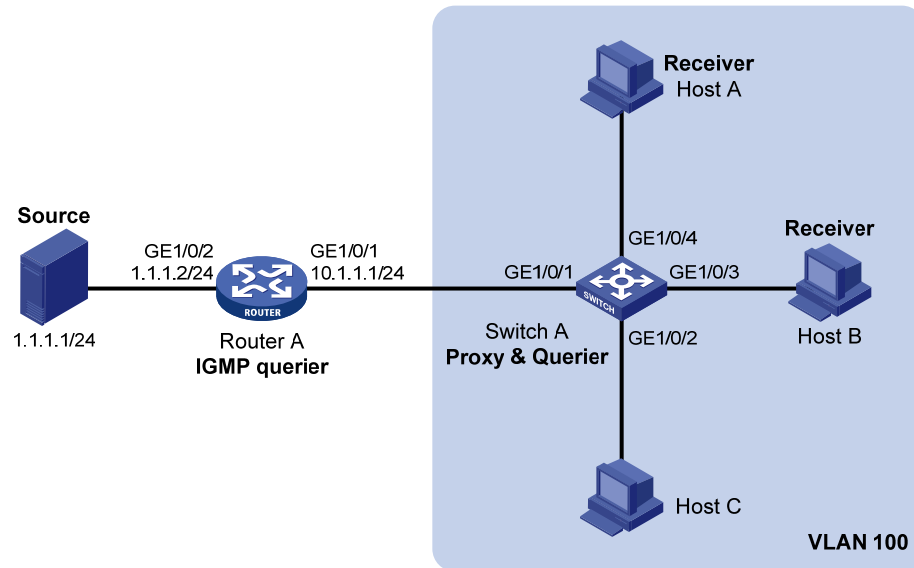 Receiver
Host A
Source
GE1/0/2
1.1.1.2/24
GE1/0/1
10.1.1.1/24
GE1/0/4
Receiver
GE1/0/1
GE1/0/3
SWITCH
ROUTER
1.1.1.1/24
Router A
IGMP querier
Switch A
Proxy & Querier
GE1/0/2
Host B
Host C
VLAN 100